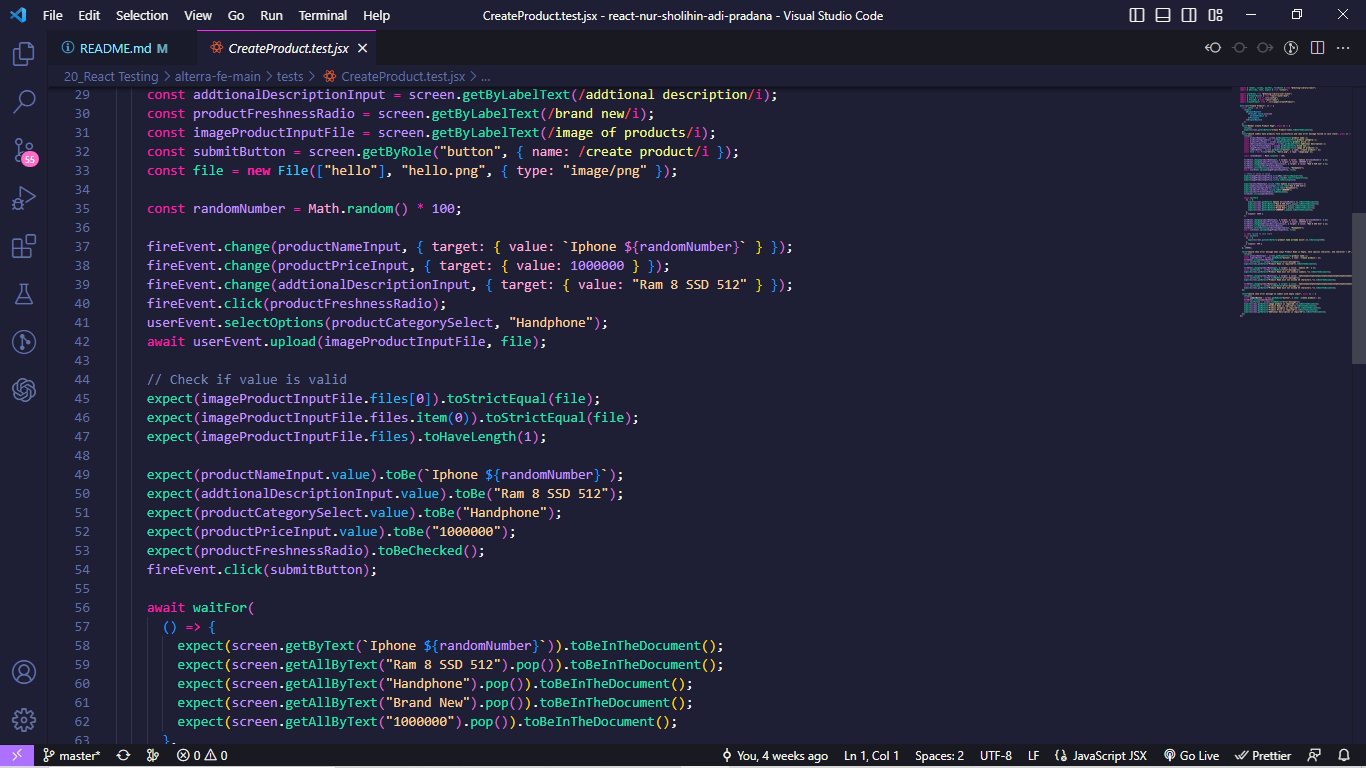 File Edit Selection View Go Run Terminal Help CreateProduct.test.jsx - react-nur-sholihin-adi-pradana - Visual Studio Code
README.md M CreateProduct.test.jsx
20_React Testing > alterra-fe-main > tests > CreateProduct.test.jsx > ...
29 const addtionalDescriptionInput = screen.getByLabelText(/addtional description/i);
30 const productFreshnessRadio = screen.getByLabelText(/brand new/i);
31 const imageProductInputFile = screen.getByLabelText(/image of products/i);
32 const submitButton = screen.getByRole("button", { name: /create product/i });
33 const file = new File(["hello"], "hello.png", { type: "image/png" });
34
35 const randomNumber = Math.random() * 100;
36
37 fireEvent.change(productNameInput, { target: { value: `Iphone ${randomNumber}` } });
38 fireEvent.change(productPriceInput, { target: { value: 1000000 } });
39 fireEvent.change(addtionalDescriptionInput, { target: { value: "Ram 8 SSD 512" } });
40 fireEvent.click(productFreshnessRadio);
41 userEvent.selectOptions(productCategorySelect, "Handphone");
42 await userEvent.upload(imageProductInputFile, file);
43
44 // Check if value is valid
45 expect(imageProductInputFile.files[0]).toStrictEqual(file);
46 expect(imageProductInputFile.files.item(0)).toStrictEqual(file);
47 expect(imageProductInputFile.files).toHaveLength(1);
48
49 expect(productNameInput.value).toBe(`Iphone ${randomNumber}`);
50 expect(addtionalDescriptionInput.value).toBe("Ram 8 SSD 512");
51 expect(productCategorySelect.value).toBe("Handphone");
52 expect(productPriceInput.value).toBe("1000000");
53 expect(productFreshnessRadio).toBeChecked();
54 fireEvent.click(submitButton);
55
56 await waitFor(
57 () => {
58 expect(screen.getByText(`Iphone ${randomNumber}`)).toBeInTheDocument();
59 expect(screen.getAllByText("Ram 8 SSD 512").pop()).toBeInTheDocument();
60 expect(screen.getAllByText("Handphone").pop()).toBeInTheDocument();
61 expect(screen.getAllByText("Brand New").pop()).toBeInTheDocument();
62 expect(screen.getAllByText("1000000").pop()).toBeInTheDocument();
63 },
55
master* 0 0 You, 4 weeks ago Ln 1, Col 1 Spaces: 2 UTF-8 LF JavaScript JSX Go Live Prettier